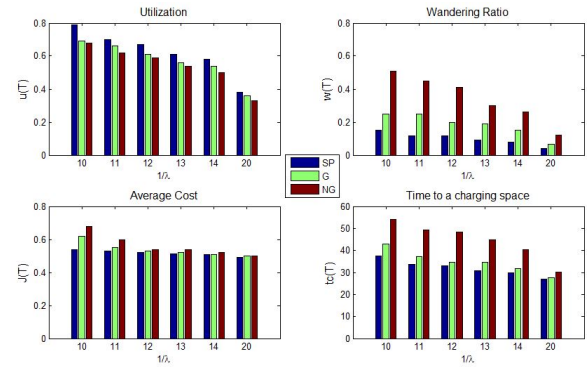 Utilization
u(T)
0.8
0.6
0.4
0.2
0
10 11 12 13 14 20
1/λ
Wandering Ratio
w(T)
0.8
0.6
0.4
0.2
0
10 11 12 13 14 20
1/λ
SP
G
NG
Average Cost
J(T)
0.8
0.6
0.4
0.2
0
10 11 12 13 14 20
1/λ
Time to a charging space
tc(T)
60
50
40
30
20
10
0
10 11 12 13 14 20
1/λ